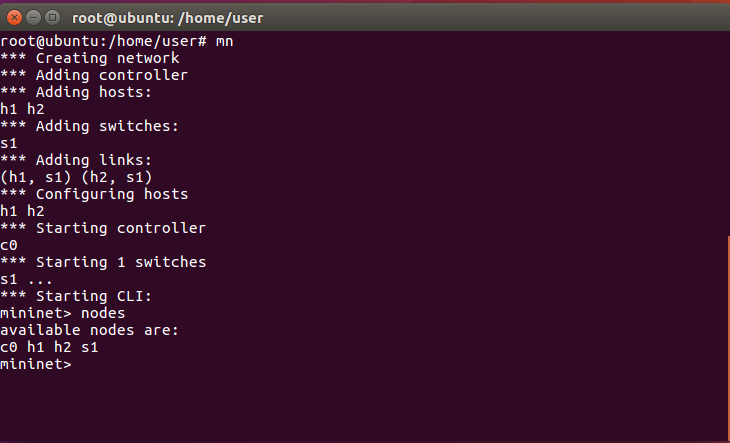 root@ubuntu: /home/user
root@ubuntu:/home/user# mn
*** Creating network
*** Adding controller
*** Adding hosts:
h1 h2
*** Adding switches:
s1
*** Adding links:
(h1, s1) (h2, s1)
*** Configuring hosts
h1 h2
*** Starting controller
c0
*** Starting 1 switches
s1 ...
*** Starting CLI:
mininet> nodes
available nodes are:
c0 h1 h2 s1
mininet>